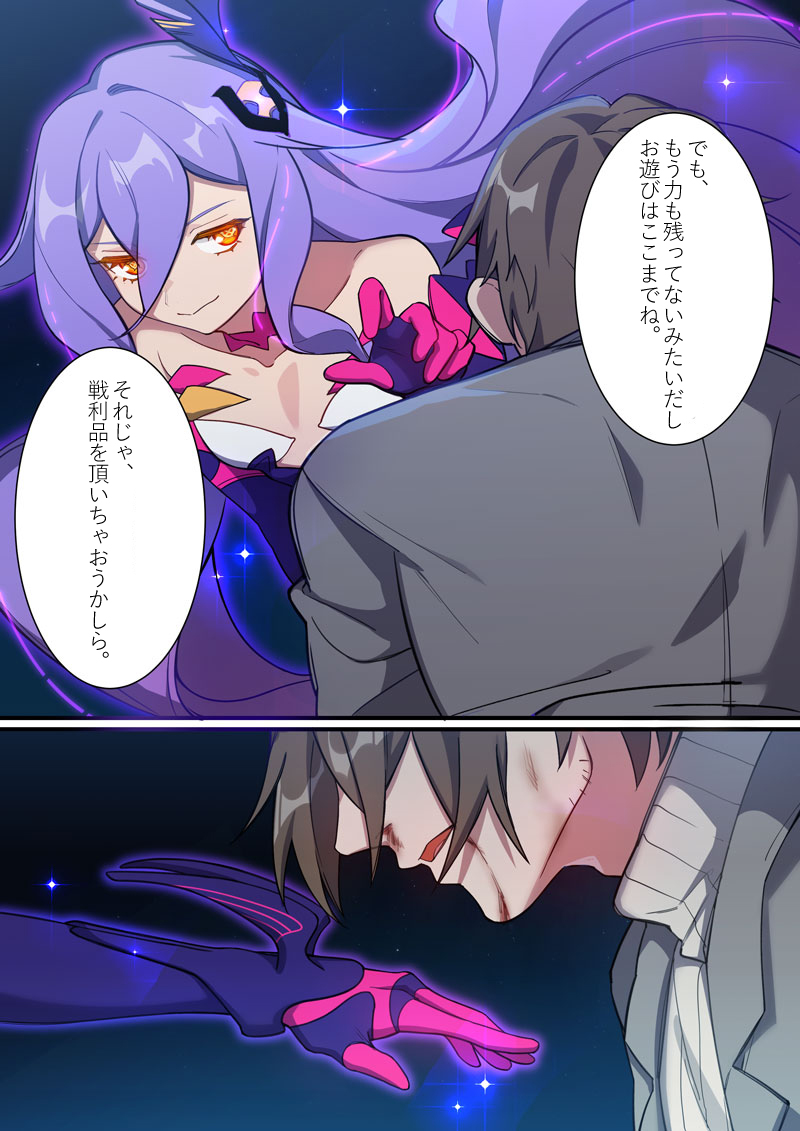 でも、
もう力も残ってないみたいだし
お遊びはここまでね。
それじゃ、
戦利品を頂いちゃおうかしら。